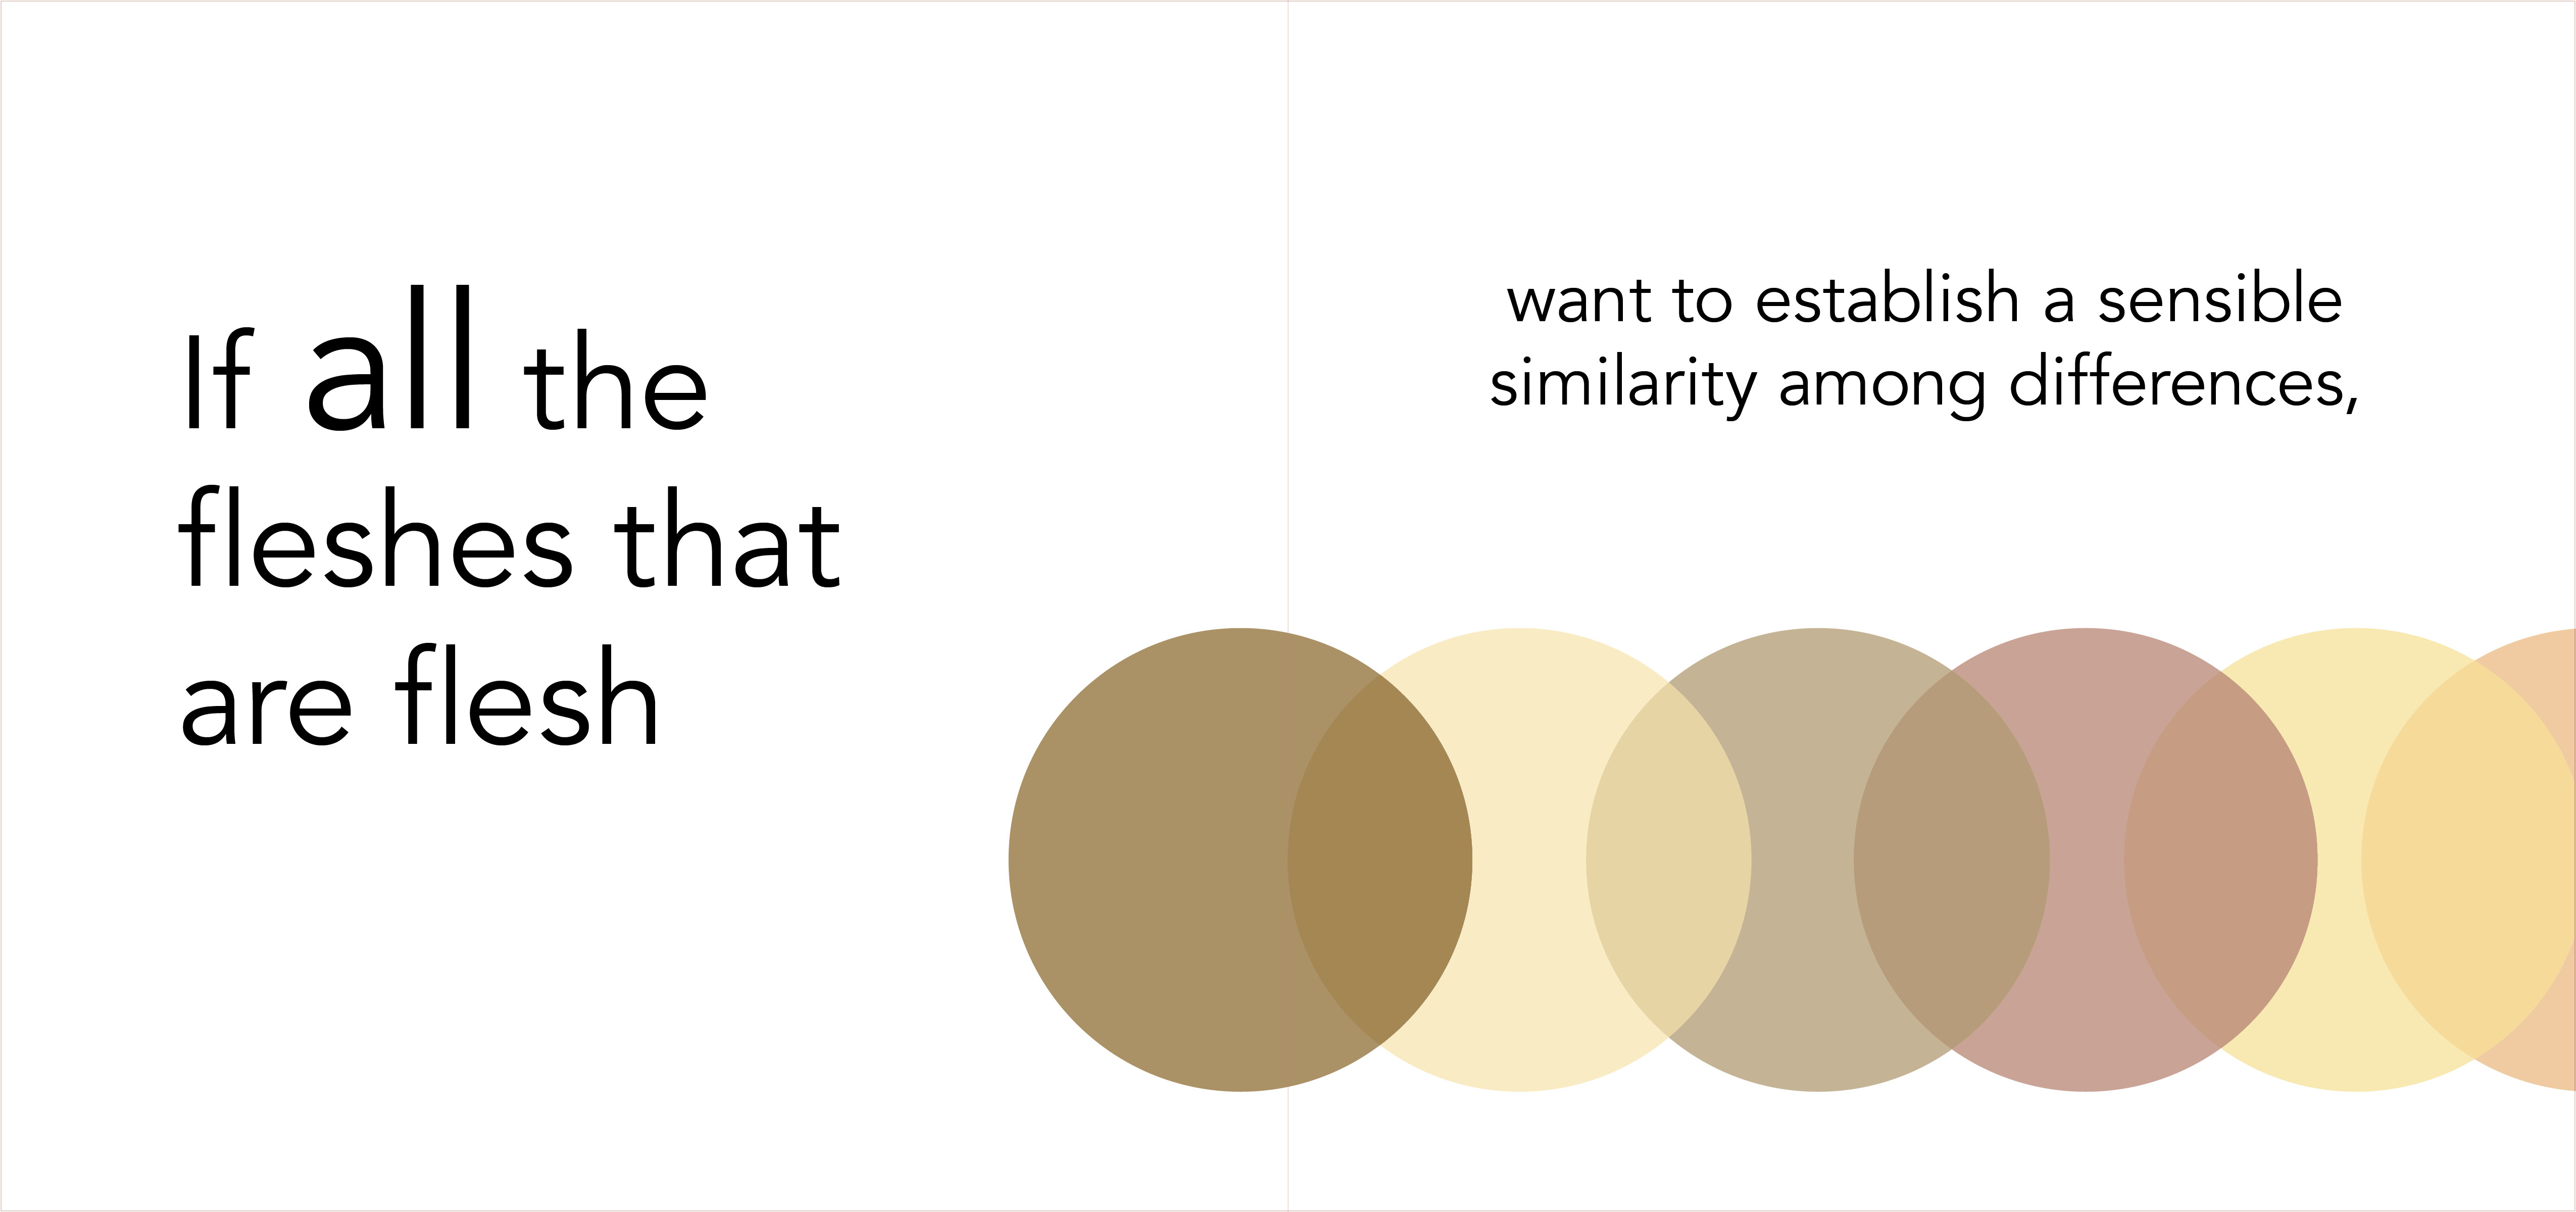 If all the
fleshes that
are flesh
want to establish a sensible
similarity among differences,